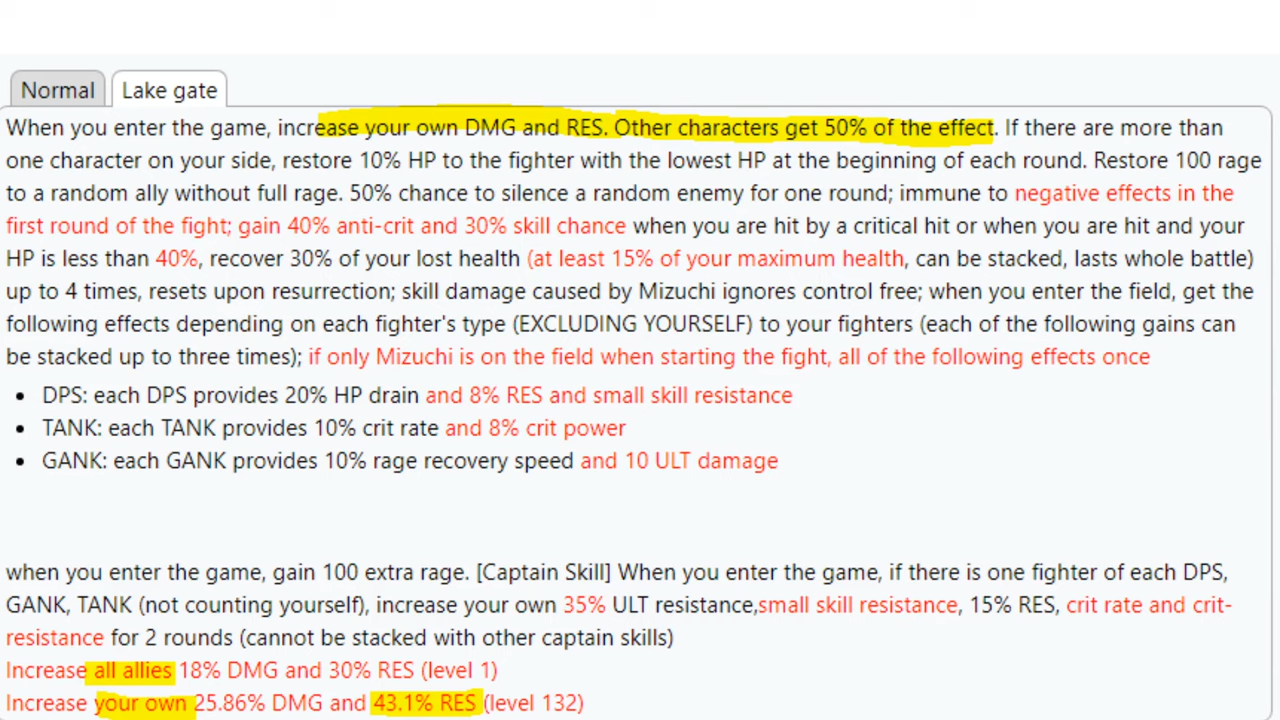 Normal
Lake gate
When you enter the game, increase your own DMG and RES. Other characters get 50% of the effect. If there are more than
one character on your side, restore 10% HP to the fighter with the lowest HP at the beginning of each round. Restore 100 rage
to a random ally without full rage. 50% chance to silence a random enemy for one round; immune to negative effects in the
first round of the fight; gain 40% anti-crit and 30% skill chance when you are hit by a critical hit or when you are hit and your
HP is less than 40%, recover 30% of your lost health (at least 15% of your maximum health, can be stacked, lasts whole battle)
up to 4 times, resets upon resurrection; skill damage caused by Mizuchi ignores control free; when you enter the field, get the
following effects depending on each fighter's type (EXCLUDING YOURSELF) to your fighters (each of the following gains can
be stacked up to three times); if only Mizuchi is on the field when starting the fight, all of the following effects once
• DPS: each DPS provides 20% HP drain and 8% RES and small skill resistance
• TANK: each TANK provides 10% crit rate and 8% crit power
• GANK: each GANK provides 10% rage recovery speed and 10 ULT damage
when you enter the game, gain 100 extra rage. [Captain Skill] When you enter the game, if there is one fighter of each DPS,
GANK, TANK (not counting yourself), increase your own 35% ULT resistance,small skill resistance, 15% RES, crit rate and crit-
resistance for 2 rounds (cannot be stacked with other captain skills)
Increase all allies 18% DMG and 30% RES (level 1)
Increase your own 25.86% DMG and 43.1% RES (level 132)